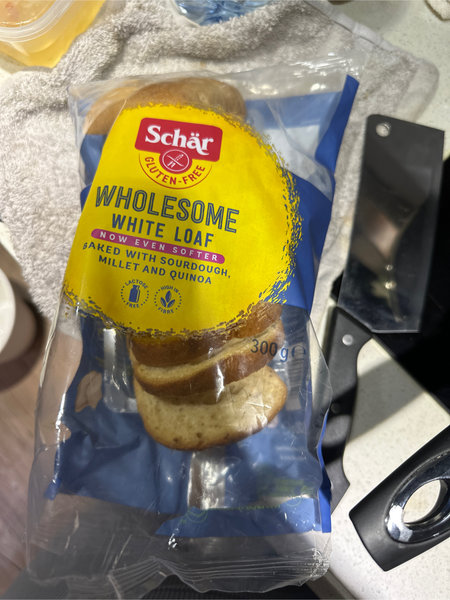 Schär
GLUTEN-FREE
WHOLESOME
WHITE LOAF
NOW EVEN SOFTER
BAKED WITH SOURDOUGH,
MILLET AND QUINOA
LACTOSE
FREE
HIGH IN
FIBRE
300 g e